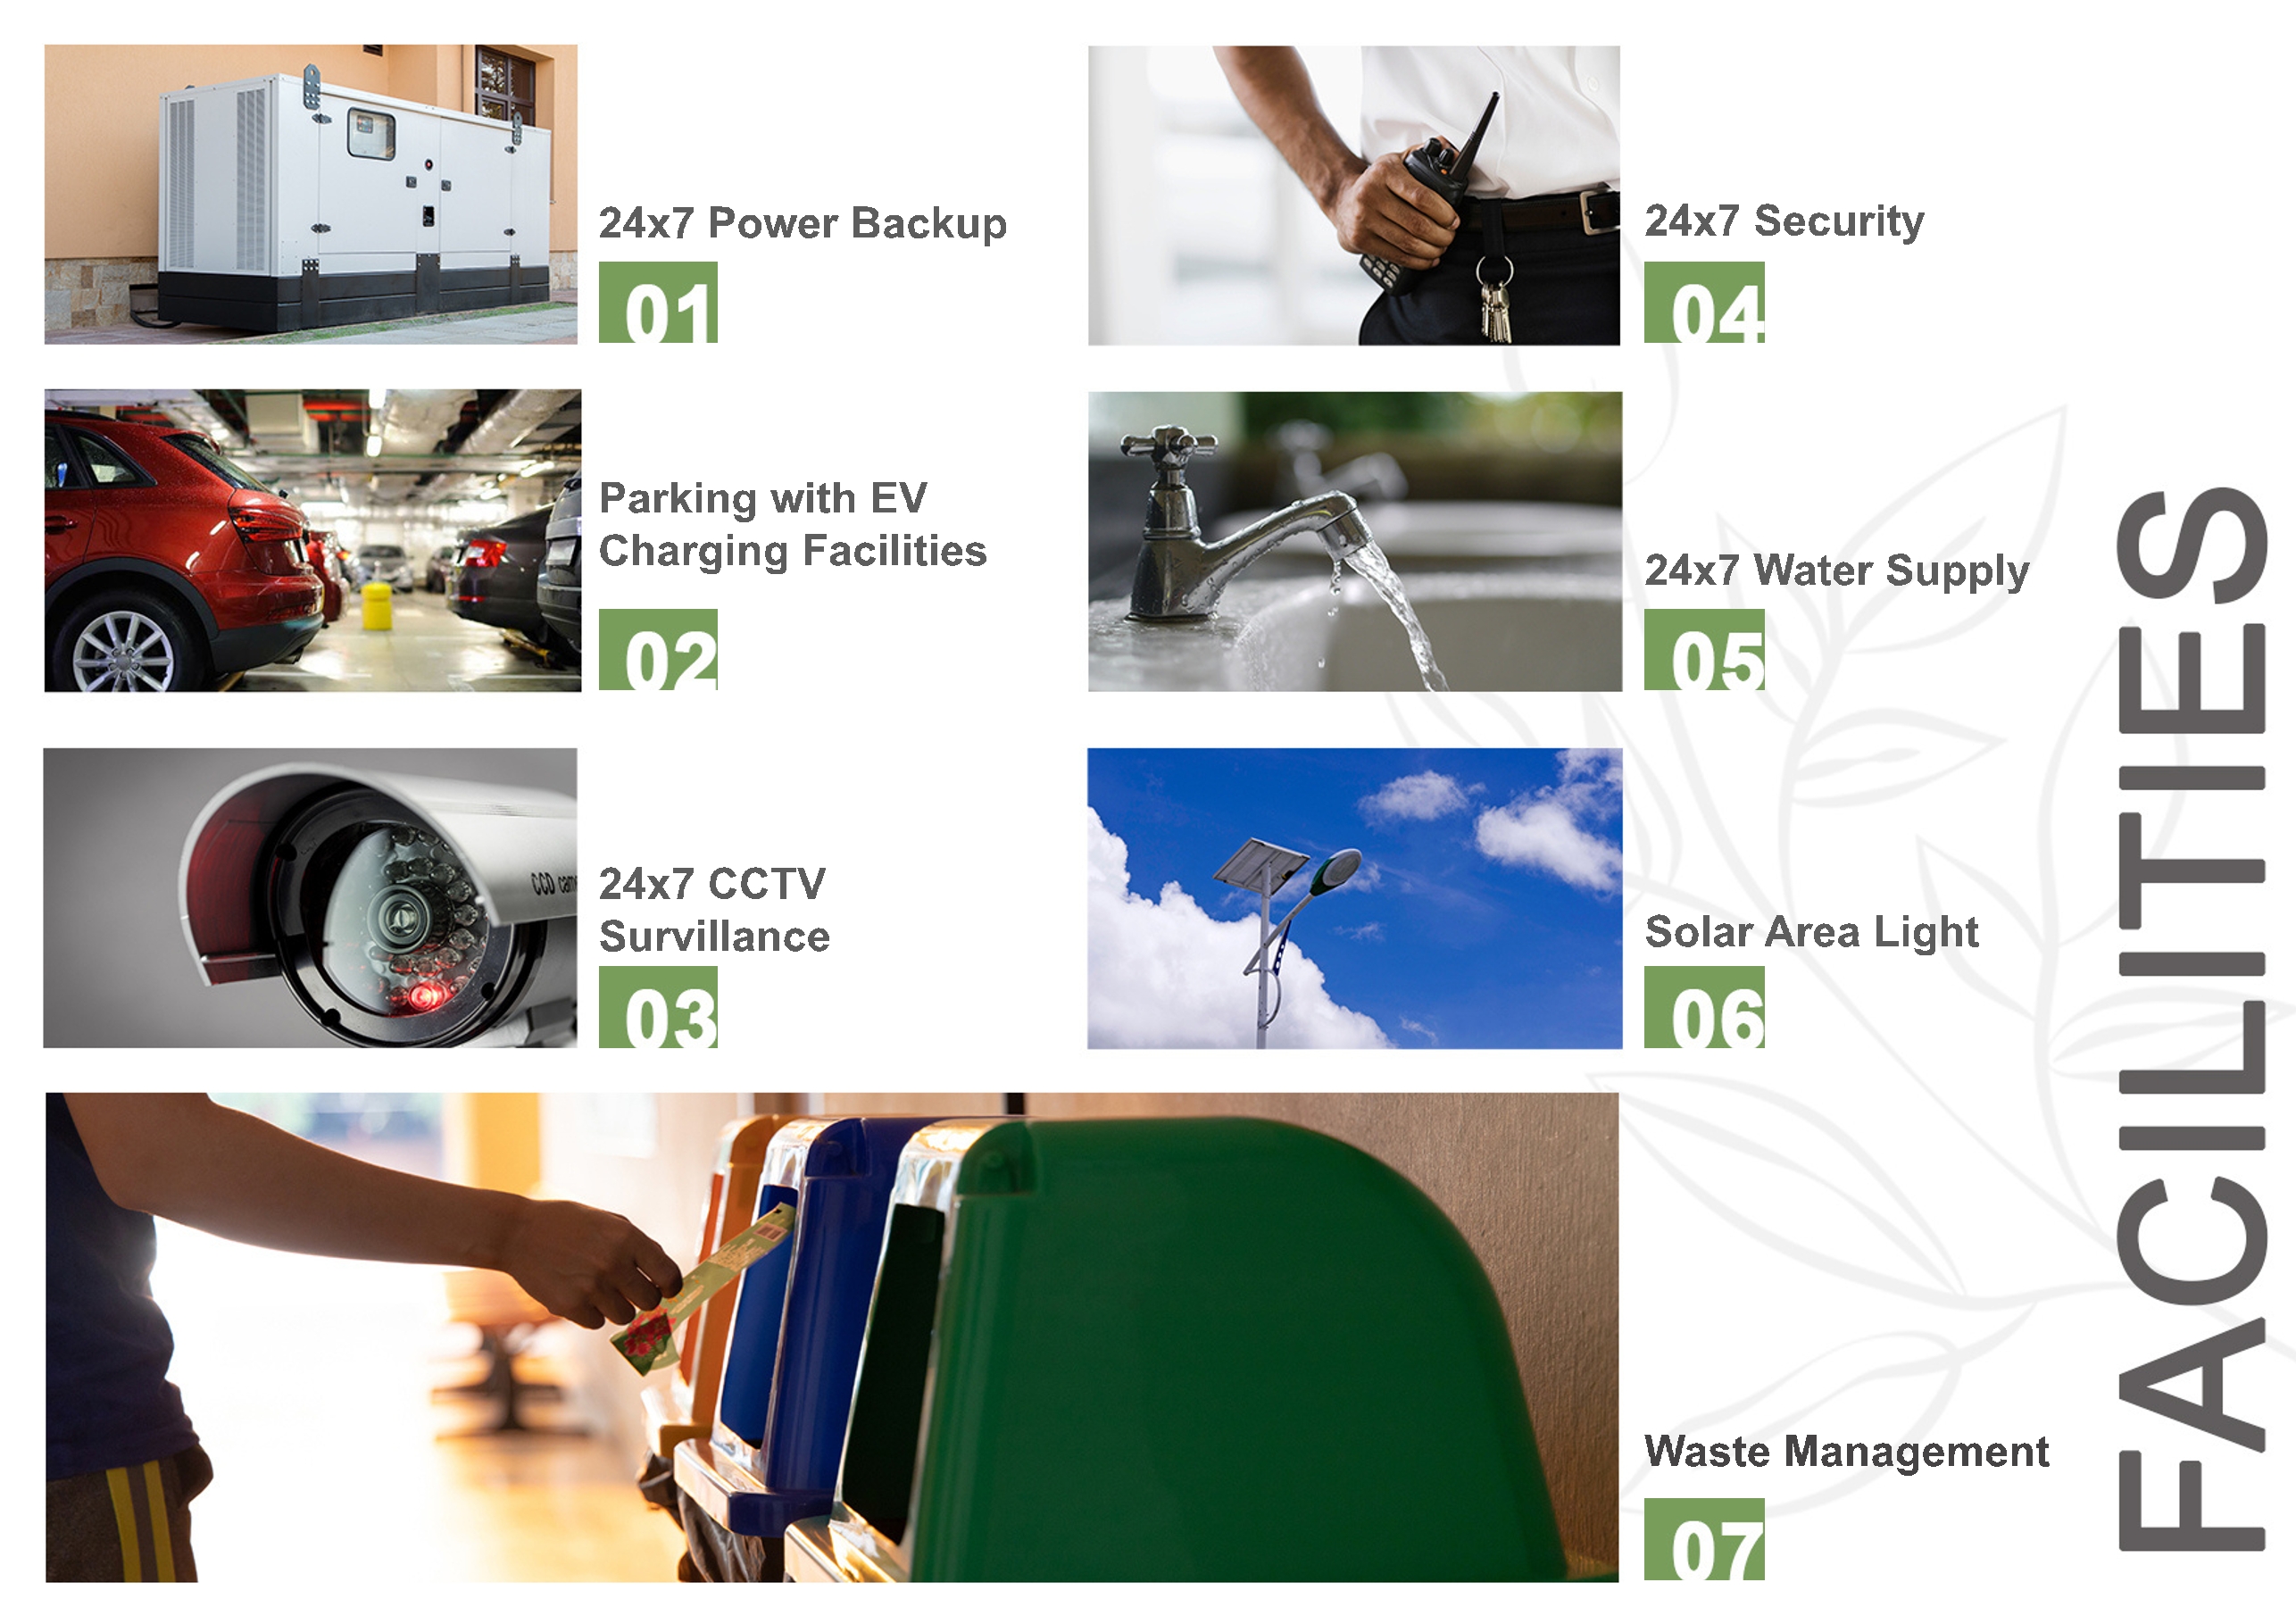 24x7 Power Backup
01
Parking with EV
Charging Facilities
02
24x7 CCTV
Survillance
03
24x7 Security
04
24x7 Water Supply
05
Solar Area Light
06
Waste Management
07
FACILITIES
CCD